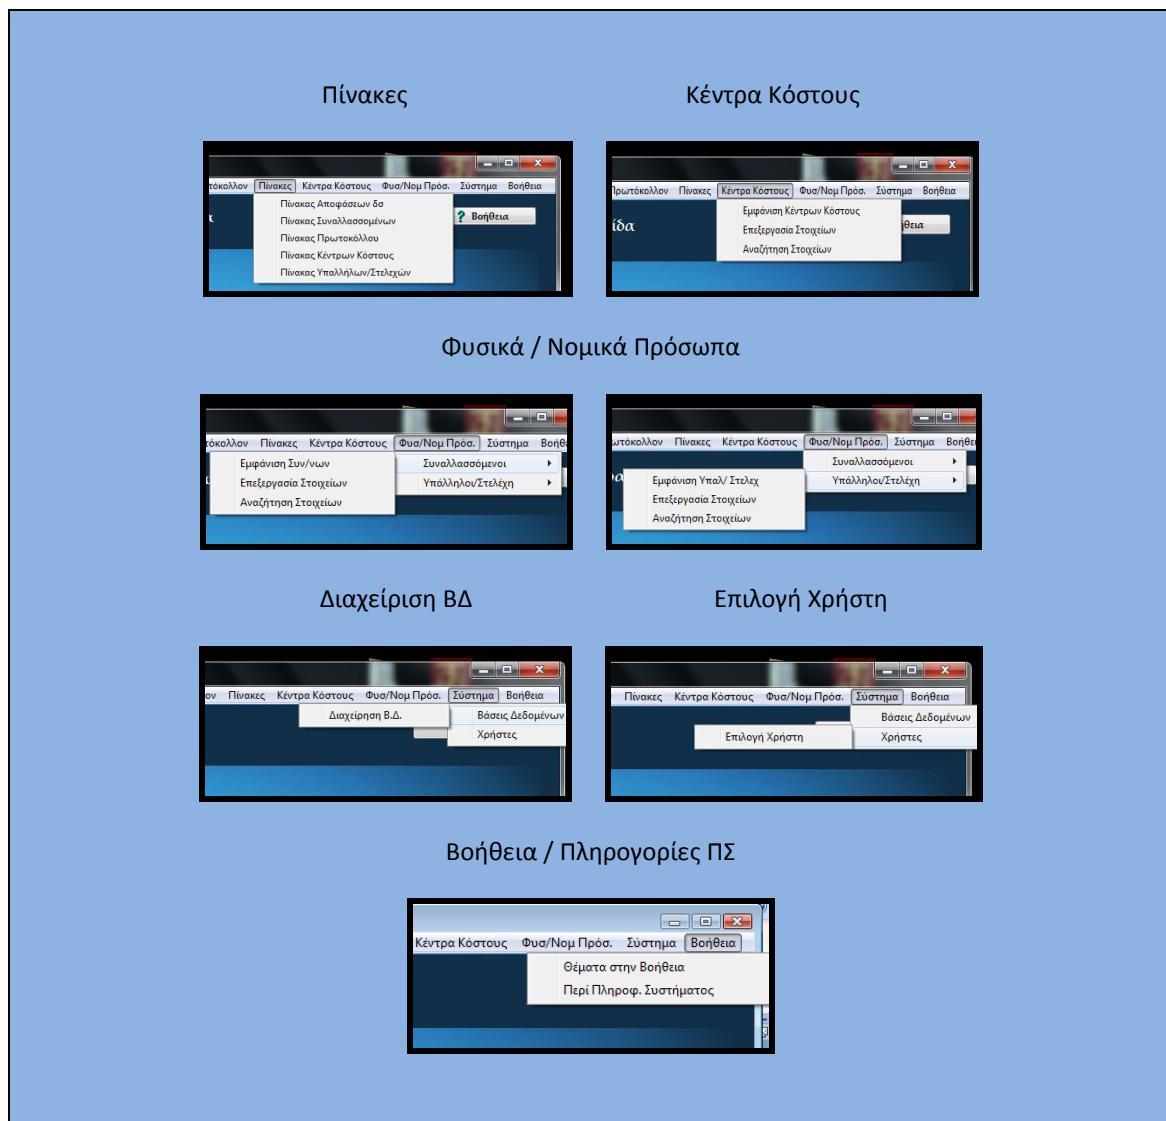 Πίνακες
Κέντρα Κόστους
τόκολλον Πίνακες Κέντρα Κόστους Φυσ/Νομ Πρόσ. Σύστημα Βοήθεια
Πίνακας Αποφάσεων δσ
Πίνακας Συναλλασσομένων
Πίνακας Πρωτοκόλλου
Πίνακας Κέντρων Κόστους
Πίνακας Υπαλλήλων/Στελεχών
? Βοήθεια
Πρωτόκολλον Πίνακες Κέντρα Κόστους Φυσ/Νομ Πρόσ. Σύστημα Βοήθεια
Εμφάνιση Κέντρων Κόστους
Επεξεργασία Στοιχείων
Αναζήτηση Στοιχείων
ίδα
ήθεια
Φυσικά / Νομικά Πρόσωπα
τόκολλον Πίνακες Κέντρα Κόστους Φυσ/Νομ Πρόσ. Σύστημα Βοήθε
Εμφάνιση Συν/νων
Επεξεργασία Στοιχείων
Αναζήτηση Στοιχείων
Συναλλασσόμενοι
Υπάλληλοι/Στελέχη
ωτόκολλον Πίνακες Κέντρα Κόστους Φυσ/Νομ Πρόσ. Σύστημα Βοήθει
Συναλλασσόμενοι
Υπάλληλοι/Στελέχη
Εμφάνιση Υπαλ/ Στελεχ
Επεξεργασία Στοιχείων
Αναζήτηση Στοιχείων
Διαχείριση ΒΔ
Επιλογή Χρήστη
ον Πίνακες Κέντρα Κόστους Φυσ/Νομ Πρόσ. Σύστημα Βοήθεια
Διαχείρηση Β.Δ.
Βάσεις Δεδομένων
Χρήστες
Πίνακες Κέντρα Κόστους Φυσ/Νομ Πρόσ. Σύστημα Βοήθεια
Βάσεις Δεδομένων
Επιλογή Χρήστη
Χρήστες
Βοήθεια / Πληρογορίες ΠΣ
Κέντρα Κόστους Φυσ/Νομ Πρόσ. Σύστημα Βοήθεια
Θέματα στην Βοήθεια
Περί Πληροφ. Συστήματος